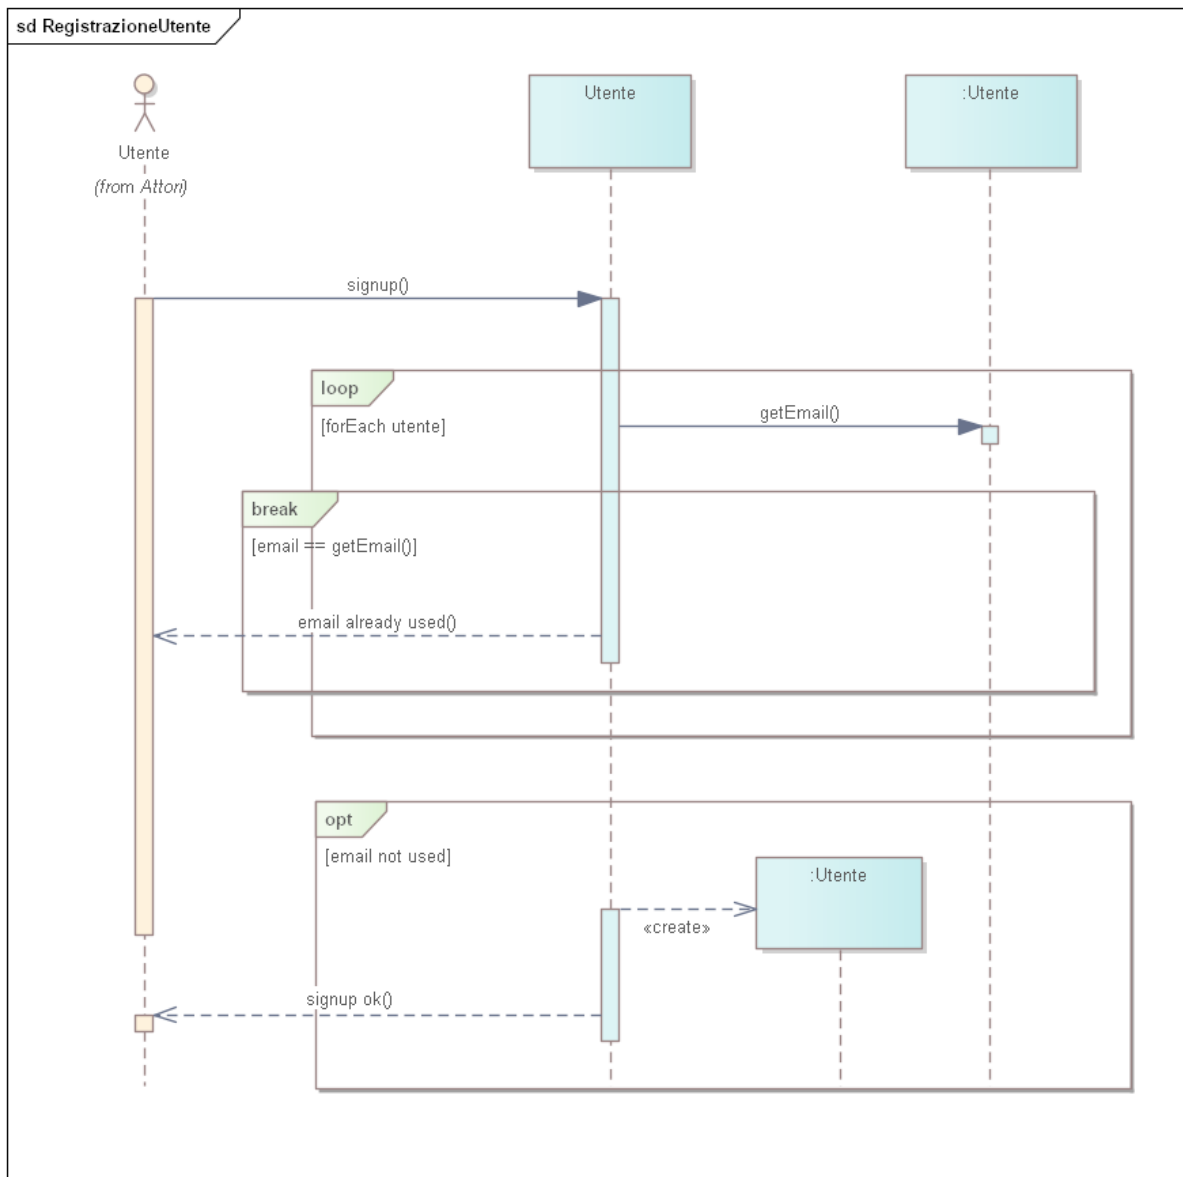 sd RegistrazioneUtente
Utente
(from Attori)
Utente
:Utente
signup()
loop
[forEach utente]
getEmail()
break
[email == getEmail()]
email already used()
opt
[email not used]
:Utente
«create»
signup ok()